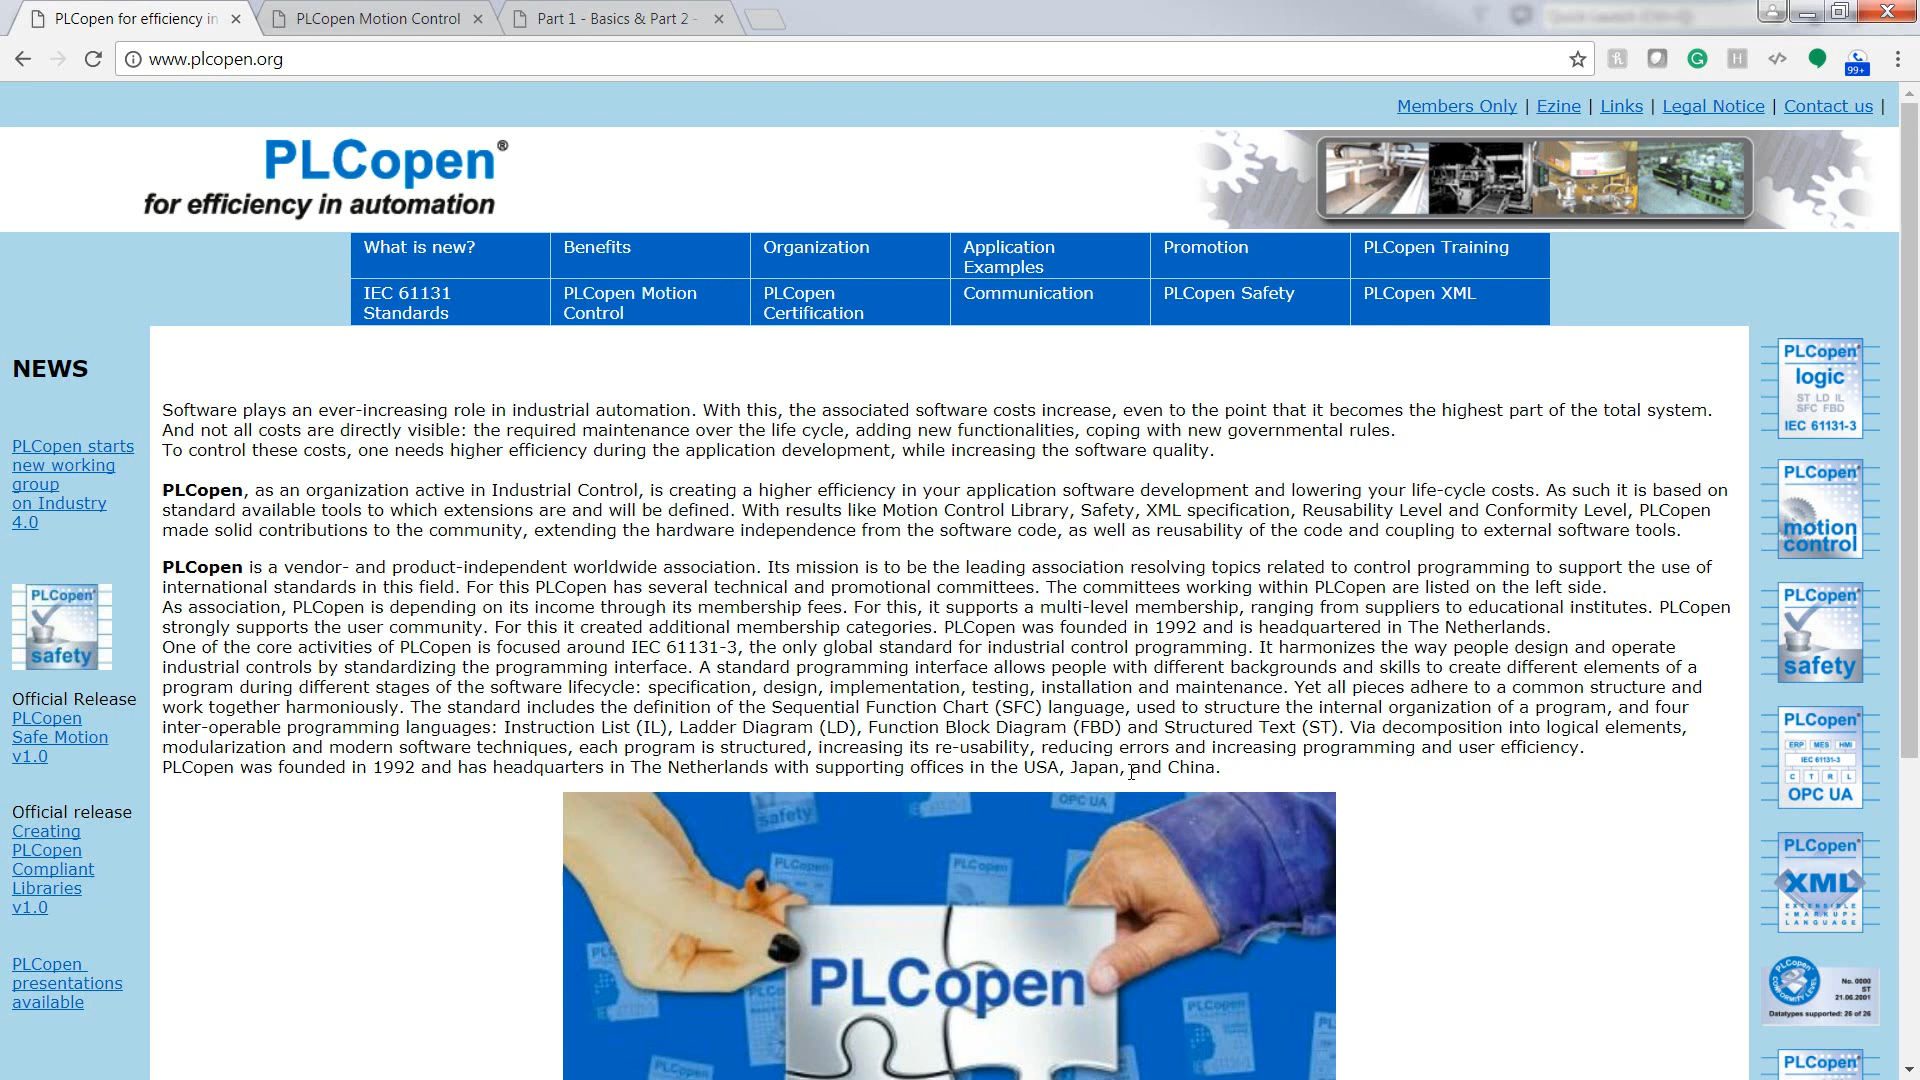 PLCopen for efficiency in
PLCopen Motion Control
Part 1 - Basics & Part 2 -
www.plcopen.org
99+
Members Only | Ezine | Links | Legal Notice | Contact us |
PLCopen®
for efficiency in automation
What is new?
Benefits
Organization
Application
Examples
Promotion
PLCopen Training
IEC 61131
Standards
PLCopen Motion
Control
PLCopen
Certification
Communication
PLCopen Safety
PLCopen XML
NEWS
PLCopen starts
new working
group
on Industry
4.0
PLCopen
safety
Official Release
PLCopen
Safe Motion
v1.0
Official release
Creating
PLCopen
Compliant
Libraries
v1.0
PLCopen
presentations
available
Software plays an ever-increasing role in industrial automation. With this, the associated software costs increase, even to the point that it becomes the highest part of the total system.
And not all costs are directly visible: the required maintenance over the life cycle, adding new functionalities, coping with new governmental rules.
To control these costs, one needs higher efficiency during the application development, while increasing the software quality.
PLCopen, as an organization active in Industrial Control, is creating a higher efficiency in your application software development and lowering your life-cycle costs. As such it is based on
standard available tools to which extensions are and will be defined. With results like Motion Control Library, Safety, XML specification, Reusability Level and Conformity Level, PLCopen
made solid contributions to the community, extending the hardware independence from the software code, as well as reusability of the code and coupling to external software tools.
PLCopen is a vendor- and product-independent worldwide association. Its mission is to be the leading association resolving topics related to control programming to support the use of
international standards in this field. For this PLCopen has several technical and promotional committees. The committees working within PLCopen are listed on the left side.
As association, PLCopen is depending on its income through its membership fees. For this, it supports a multi-level membership, ranging from suppliers to educational institutes. PLCopen
strongly supports the user community. For this it created additional membership categories. PLCopen was founded in 1992 and is headquartered in The Netherlands.
One of the core activities of PLCopen is focused around IEC 61131-3, the only global standard for industrial control programming. It harmonizes the way people design and operate
industrial controls by standardizing the programming interface. A standard programming interface allows people with different backgrounds and skills to create different elements of a
program during different stages of the software lifecycle: specification, design, implementation, testing, installation and maintenance. Yet all pieces adhere to a common structure and
work together harmoniously. The standard includes the definition of the Sequential Function Chart (SFC) language, used to structure the internal organization of a program, and four
inter-operable programming languages: Instruction List (IL), Ladder Diagram (LD), Function Block Diagram (FBD) and Structured Text (ST). Via decomposition into logical elements,
modularization and modern software techniques, each program is structured, increasing its re-usability, reducing errors and increasing programming and user efficiency.
PLCopen was founded in 1992 and has headquarters in The Netherlands with supporting offices in the USA, Japan, and China.
safety
OPC UA
PLCopen
PLCopen
PLCopen
PLCopen
PLCopen
PLCopen
logic
ST LD IL
SFC FBD
IEC 61131-3
PLCopen
motion
control
PLCopen
safety
PLCopen
ERP MES HMI
IEC 61131-3
C T R L
OPC UA
PLCopen
XML
EXTENSIBLE
<MARKUP>
LANGUAGE
PLCopen
CONFORMITY LEVEL
No. 0000
ST
21.06.2001
Datatypes supported: 26 of 26
PLCopen